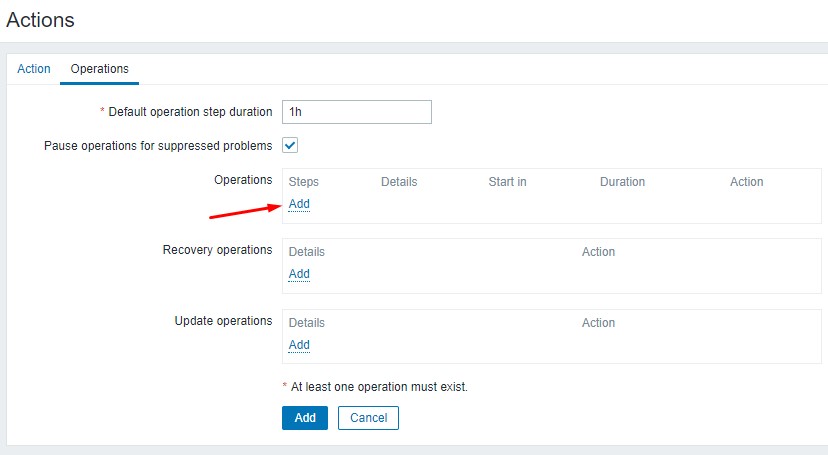 Actions
Action Operations
* Default operation step duration 1h
Pause operations for suppressed problems
Operations Steps Details Start in Duration Action
Add
Recovery operations Details Action
Add
Update operations Details Action
Add
* At least one operation must exist.
Add Cancel